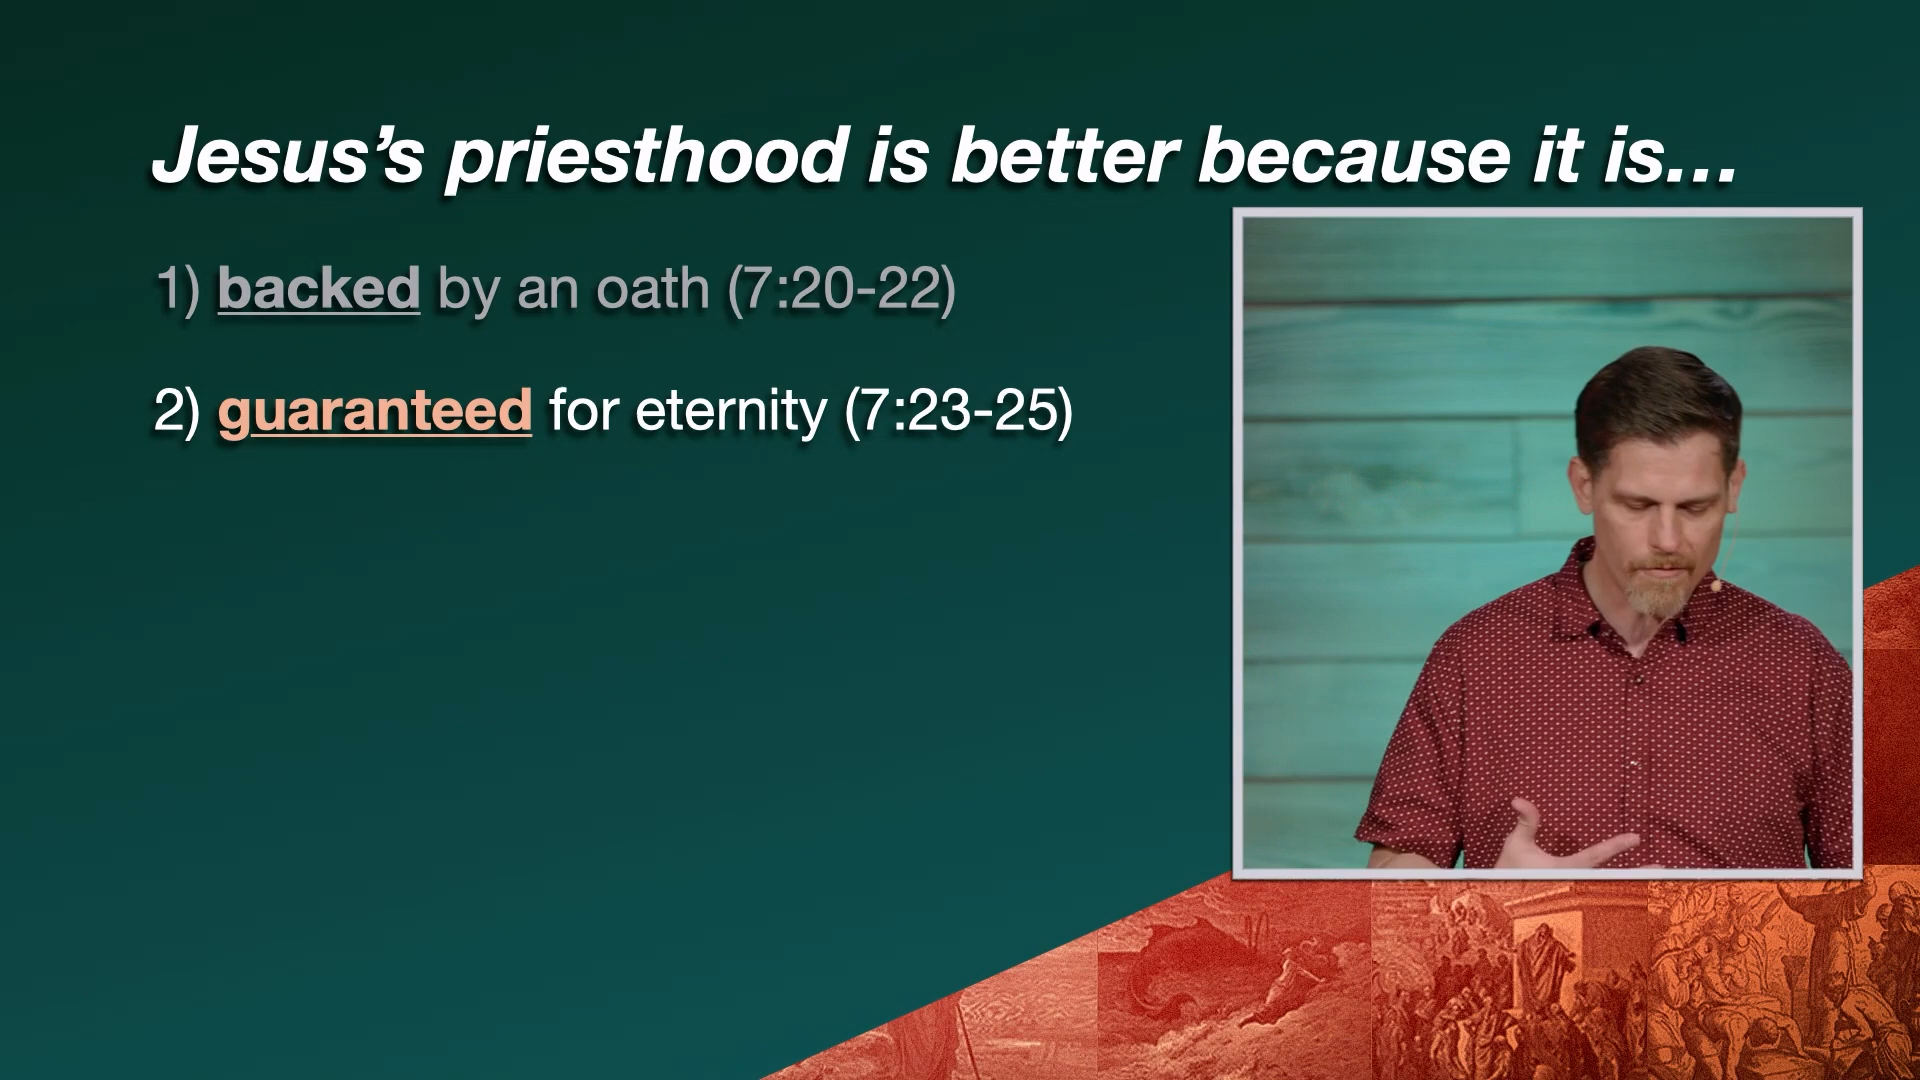 Jesus’s priesthood is better because it is…
1) backed by an oath (7:20-22)
2) guaranteed for eternity (7:23-25)